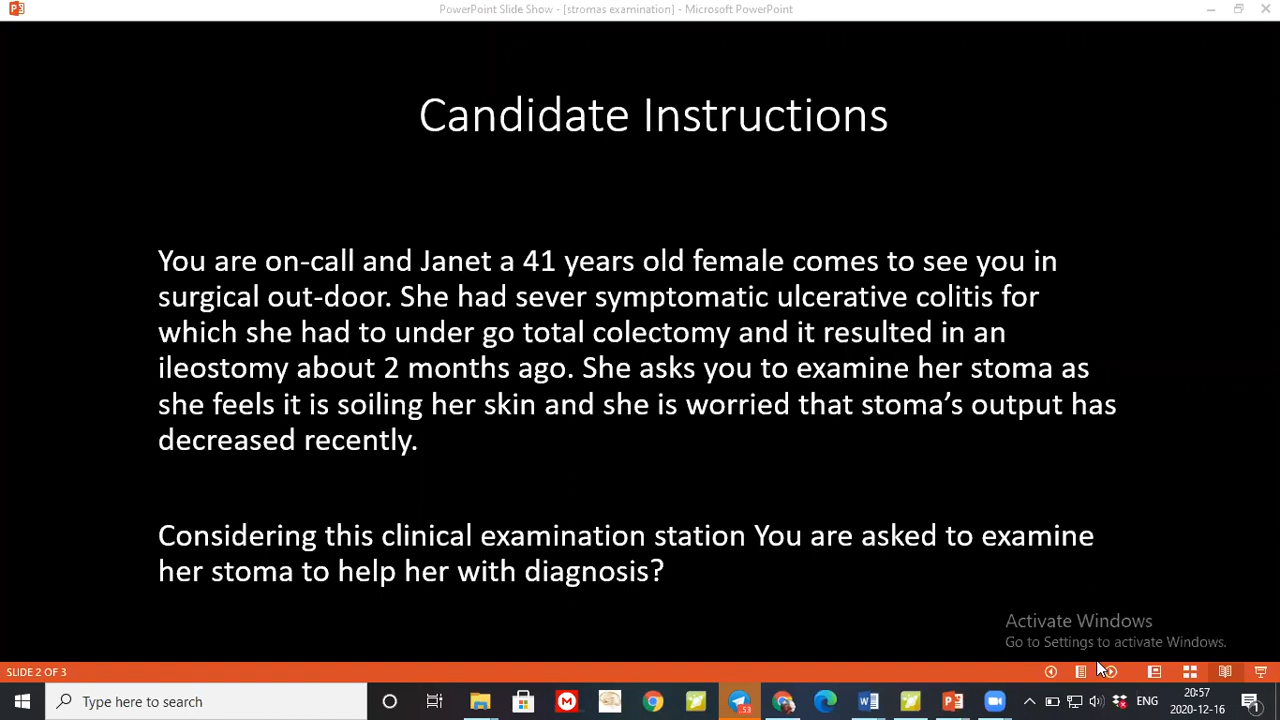 PowerPoint Slide Show - [stromas examination] - Microsoft PowerPoint
Candidate Instructions
You are on-call and Janet a 41 years old female comes to see you in
surgical out-door. She had sever symptomatic ulcerative colitis for
which she had to under go total colectomy and it resulted in an
ileostomy about 2 months ago. She asks you to examine her stoma as
she feels it is soiling her skin and she is worried that stoma's output has
decreased recently.
Considering this clinical examination station You are asked to examine
her stoma to help her with diagnosis?
Activate Windows
Go to Settings to activate Windows.
SLIDE 2 OF 3
Type here to search
53
ENG
20:57
2020-12-16
1